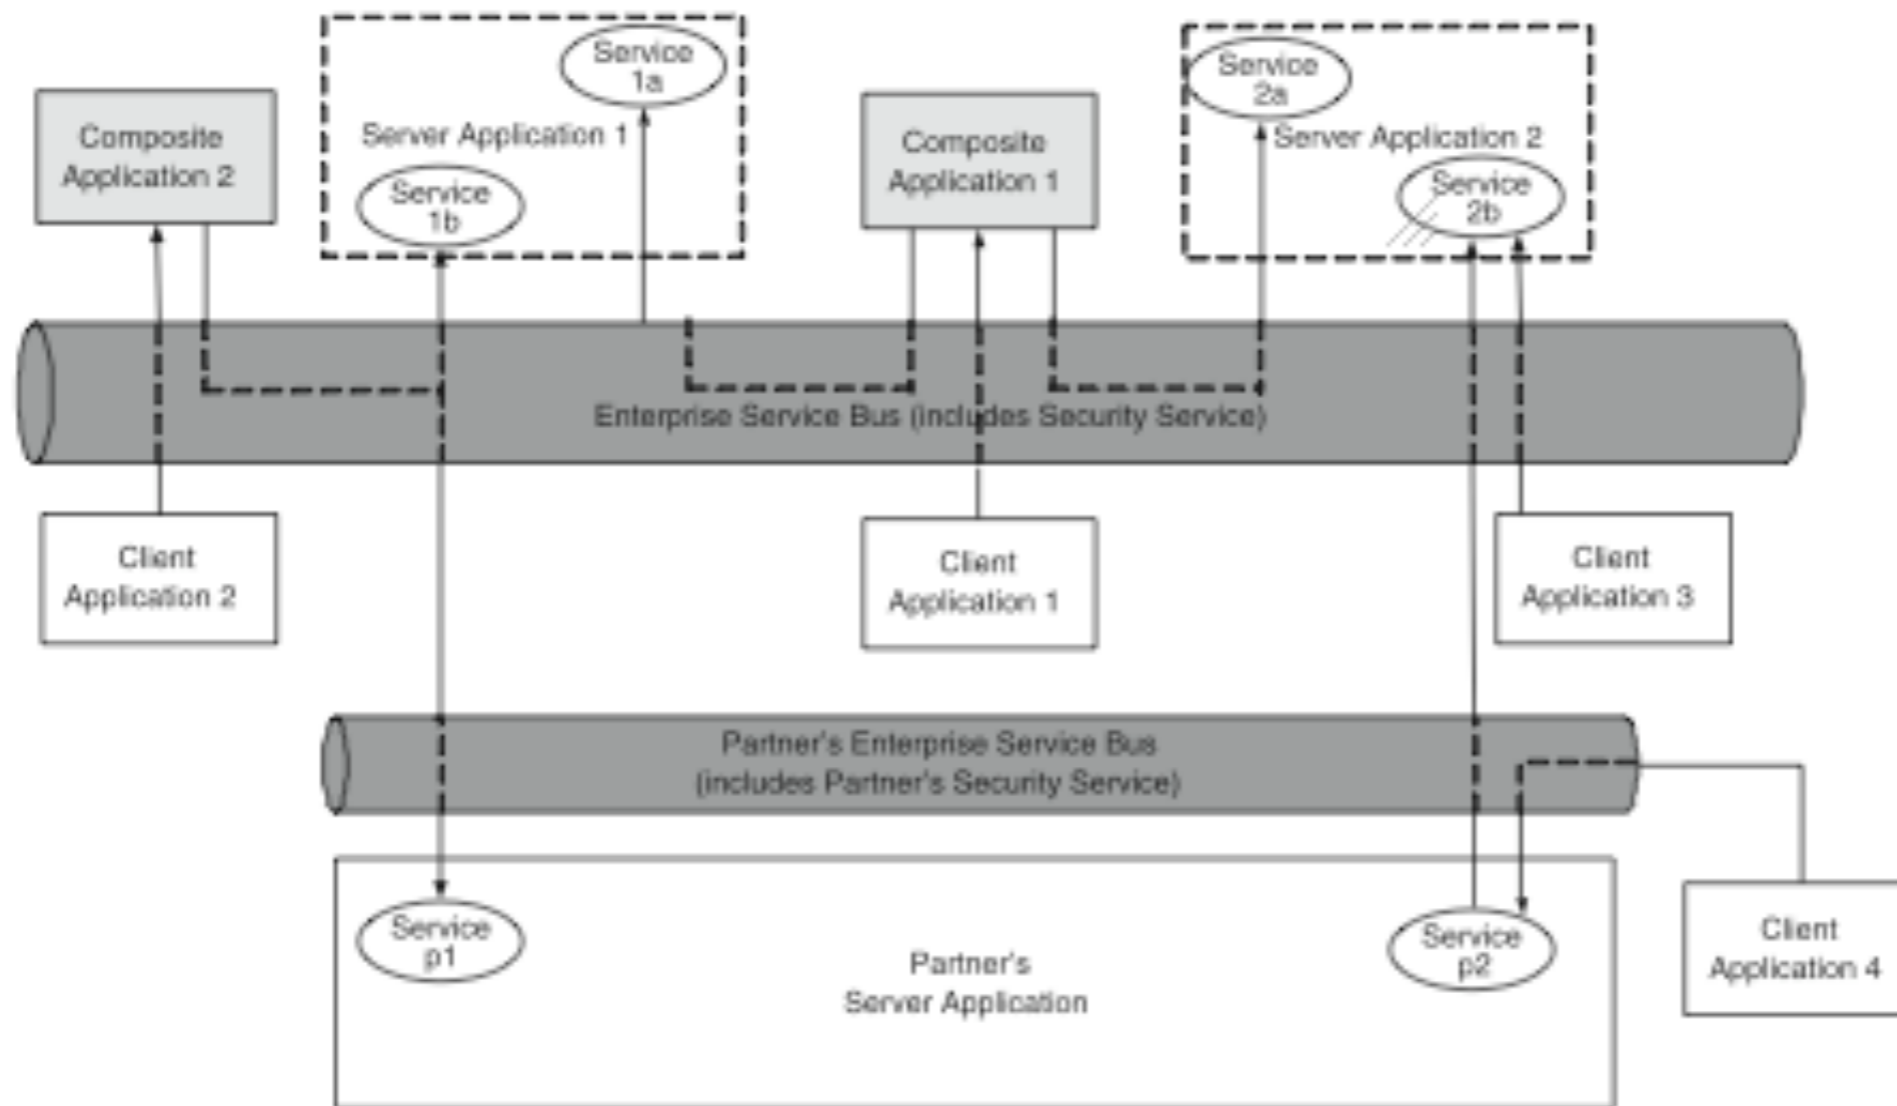 Service
1a
Service
2a
Composite
Application 2
Server Application 1
Composite
Application 1
Server Application 2
Service
1b
Service
2b
Enterprise Service Bus (includes Security Service)
Client
Application 2
Client
Application 1
Client
Application 3
Partner's Enterprise Service Bus
(includes Partner's Security Service)
Service
p1
Partner's
Server Application
Service
p2
Client
Application 4